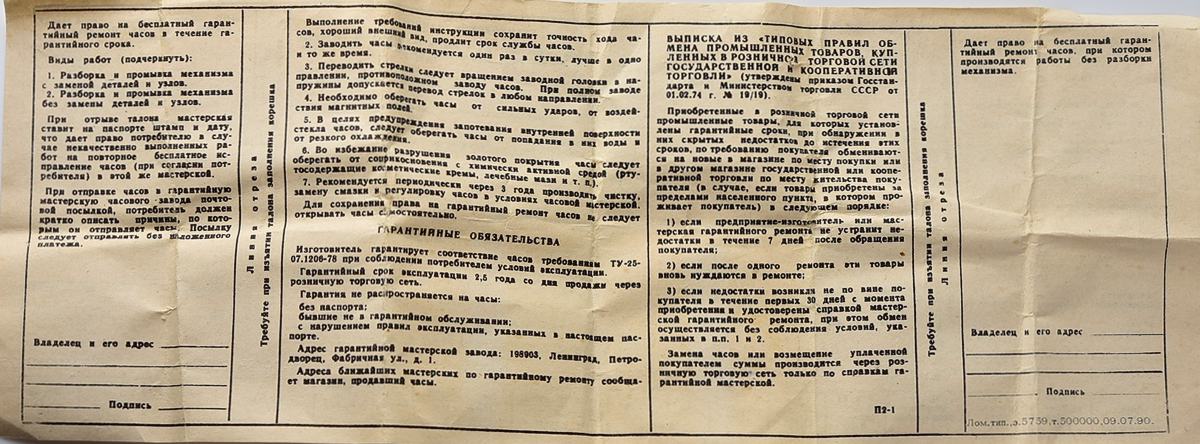 Дает право на бесплатный гаран-
тийный ремонт часов в течение га-
рантийного срока.
Виды работ (подчеркнуть):
1. Разборка и промывка механизма
с заменой деталей и узлов.
2. Разборка и промывка механизма
без замены деталей и узлов.
При отрыве талона мастерская
ставит на паспорте штамп и дату,
что дает право потребителю в слу-
чае некачественно выполненных ра-
бот на повторное бесплатное ис-
правление часов (при согласии пот-
ребителя) в этой же мастерской.
При отправке часов в гарантийную
мастерскую часового завода почто-
вой посылкой, потребитель должен
кратко описать причины, по кото-
рым он отправляет часы. Посылку
следует отправлять без наложенного
платежа.
Владелец и его адрес
Подпись
Линия отреза
Требуйте при изъятии талона заполнения корешка
Выполнение требований инструкции сохранит точность хода ча-
сов, хороший внешний вид, продлит срок службы часов.
2. Заводить часы рекомендуется один раз в сутки, лучше в одно
и то же время.
3. Переводить стрелки следует вращением заводной головки в на-
правлении, противоположном заводу часов. При полном заводе
пружины допускается перевод стрелок в любом направлении.
4. Необходимо оберегать часы от сильных ударов, от воздей-
ствия магнитных полей.
5. В целях предупреждения запотевания внутренней поверхности
стекла часов, следует оберегать часы от попадания в них воды и
от резкого охлаждения.
6. Во избежание разрушения золотого покрытия часы следует
оберегать от соприкосновения с химически активной средой (рту-
тосодержащие косметические кремы, лечебные мази и т. п.).
7. Рекомендуется периодически через 3 года производить чистку,
замену смазки и регулировку часов в условиях часовой мастерской.
Для сохранения права на гарантийный ремонт часов не следует
открывать часы самостоятельно.
ГАРАНТИЙНЫЕ ОБЯЗАТЕЛЬСТВА
Изготовитель гарантирует соответствие часов требованиям ТУ-25-
07.1206-78 при соблюдении потребителем условий эксплуатации.
Гарантийный срок эксплуатации 2,5 года со дня продажи через
розничную торговую сеть.
Гарантия не распространяется на часы:
без паспорта;
бывшие не в гарантийном обслуживании;
с нарушением правил эксплуатации, указанных в настоящем пас-
порте.
Адрес гарантийной мастерской завода: 198903, Ленинград, Петро-
дворец, Фабричная ул., д. 1.
Адреса ближайших мастерских по гарантийному ремонту сообща-
ет магазин, продавший часы.
ВЫПИСКА ИЗ «ТИПОВЫХ ПРАВИЛ ОБ-
МЕНА ПРОМЫШЛЕННЫХ ТОВАРОВ, КУП-
ЛЕННЫХ В РОЗНИЧНОЙ ТОРГОВОЙ СЕТИ
ГОСУДАРСТВЕННОЙ И КООПЕРАТИВНОЙ
ТОРГОВЛИ» (утверждены приказом Госстан-
дарта и Министерством торговли СССР от
01.02.74 г. № 19/19).
Приобретенные в розничной торговой сети
промышленные товары, для которых установ-
лены гарантийные сроки, при обнаружении в
них скрытых недостатков до истечения этих
сроков, по требованию покупателя обменивают-
ся на новые в магазине по месту покупки или
в другом магазине государственной или коопе-
ративной торговли по месту жительства поку-
пателя (в случае, если товары приобретены за
пределами населенного пункта, в котором про-
живает покупатель) в следующем порядке:
1) если предприятие-изготовитель или мас-
терская гарантийного ремонта не устранит не-
достатки в течение 7 дней после обращения
покупателя;
2) если после одного ремонта эти товары
вновь нуждаются в ремонте;
3) если недостатки возникли не по вине по-
купателя в течение первых 30 дней с момента
приобретения и удостоверены справкой мастер-
ской гарантийного ремонта, при этом обмен
осуществляется без соблюдения условий, ука-
занных в п.п. 1 и 2.
Замена часов или возмещение уплаченной
покупателем суммы производится через роз-
ничную торговую сеть только по справкам га-
рантийной мастерской.
П2-1
Требуйте при изъятии талона заполнения корешка
Линия отреза
Дает право на бесплатный гаран-
тийный ремонт часов, при котором
производятся работы без разборки
механизма.
Владелец и его адрес
Подпись
Лом.тип.,з.5759,т.500000,09.07.90.